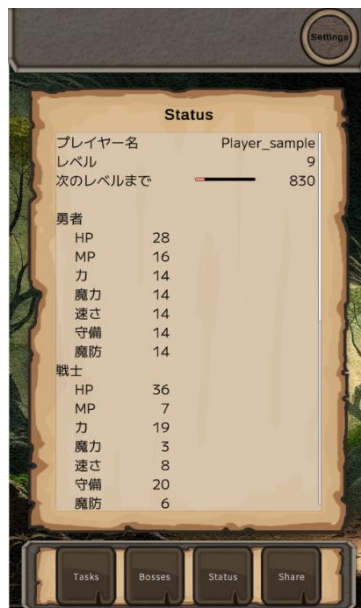 Settings
Status
プレイヤー名 Player_sample
レベル 9
次のレベルまで 830
勇者
HP 28
MP 16
力 14
魔力 14
速さ 14
守備 14
魔防 14
戦士
HP 36
MP 7
力 19
魔力 3
速さ 8
守備 20
魔防 6
Tasks Bosses Status Share